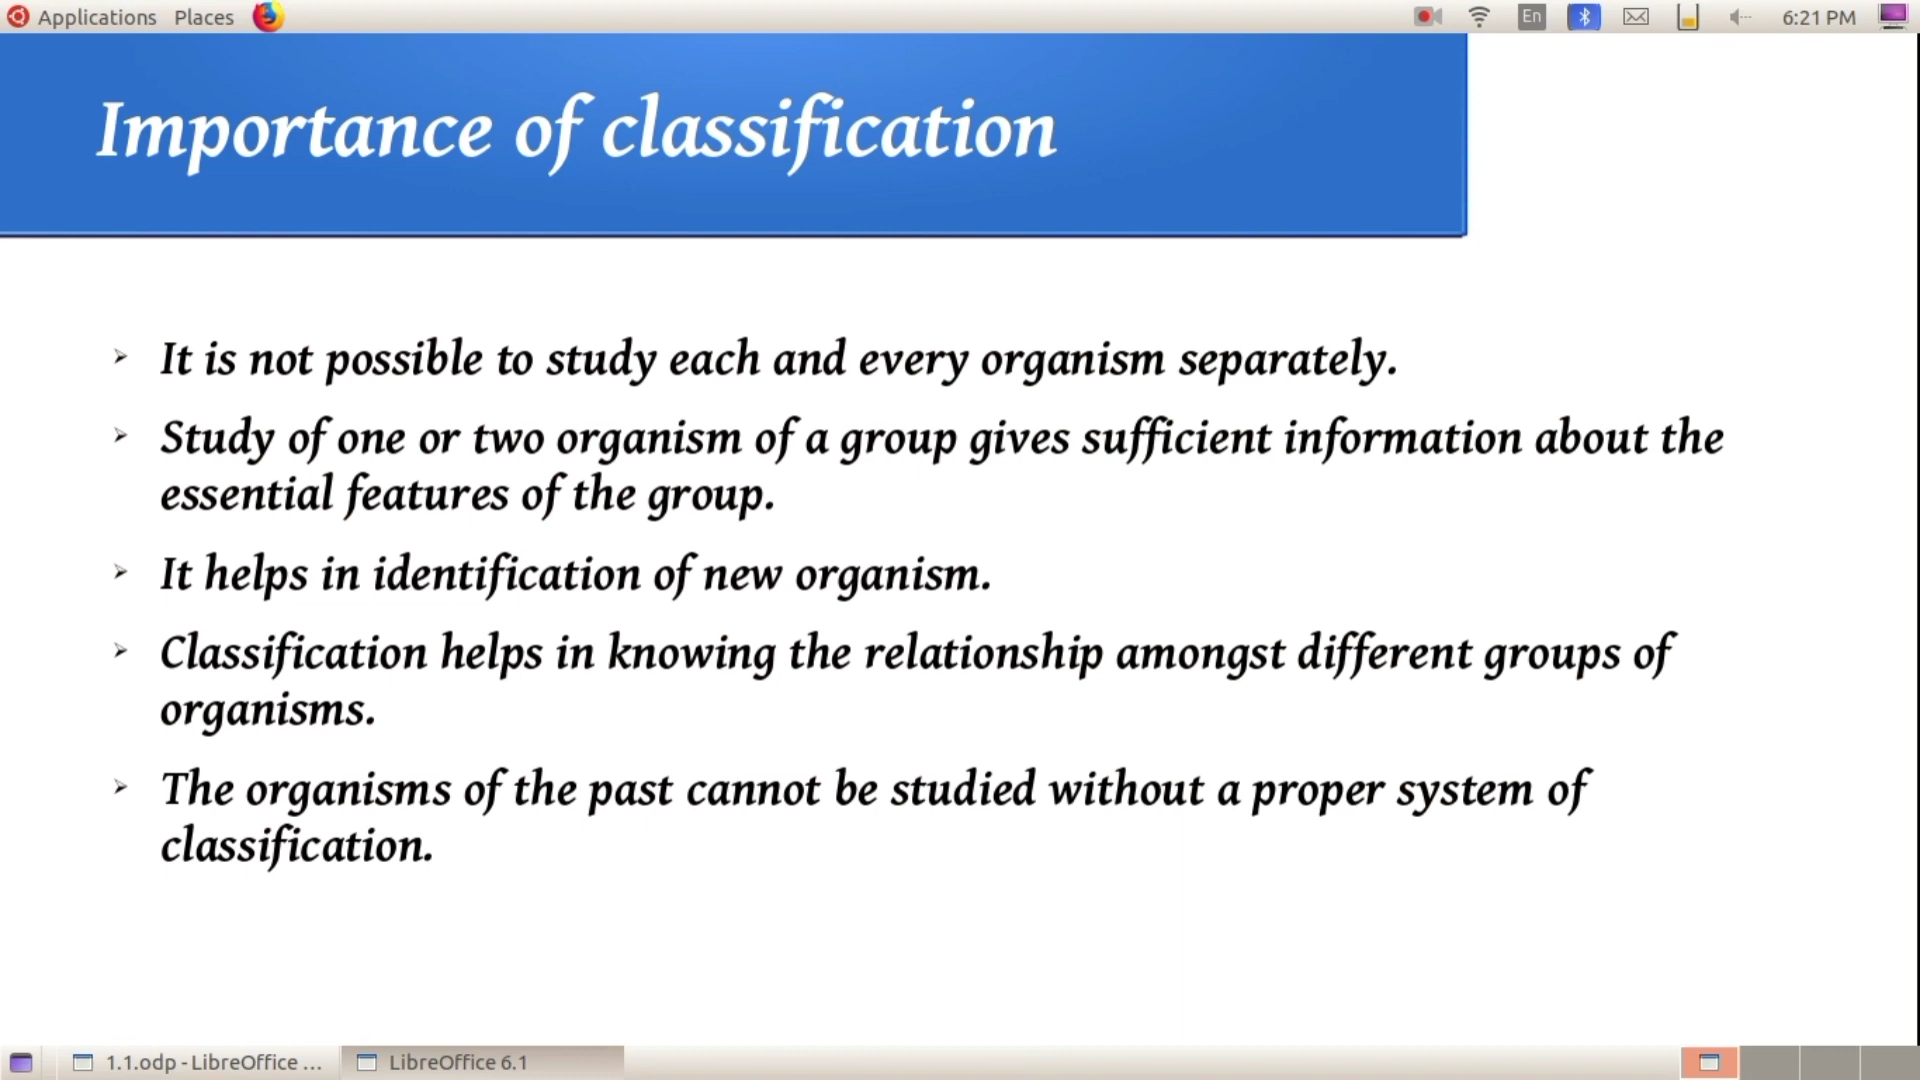 Applications Places En 6:21 PM
Importance of classification
➢ It is not possible to study each and every organism separately.
➢ Study of one or two organism of a group gives sufficient information about the
essential features of the group.
➢ It helps in identification of new organism.
➢ Classification helps in knowing the relationship amongst different groups of
organisms.
➢ The organisms of the past cannot be studied without a proper system of
classification.
1.1.odp - LibreOffice ... LibreOffice 6.1